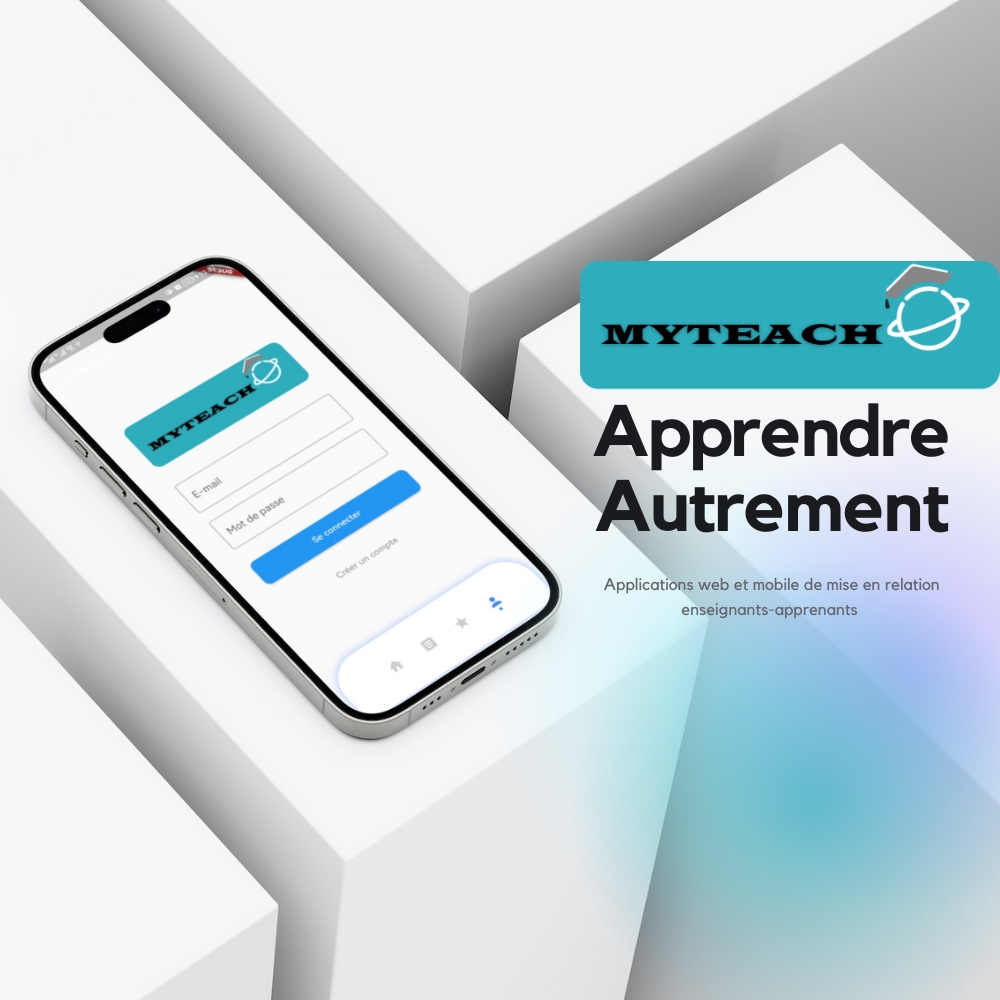 DEBUG
MYTEACH
E-mail
Mot de passe
Se connecter
Créer un compte
MYTEACH
Apprendre
Autrement
Applications web et mobile de mise en relation
enseignants-apprenants